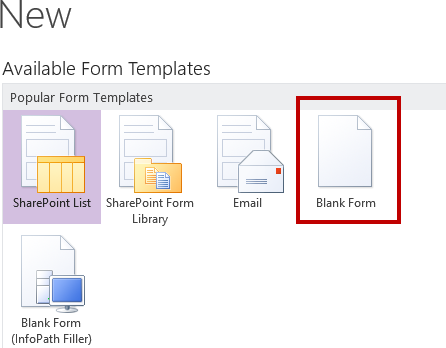 New
Available Form Templates
Popular Form Templates
SharePoint List
SharePoint Form
Library
Email
Blank Form
Blank Form
(InfoPath Filler)